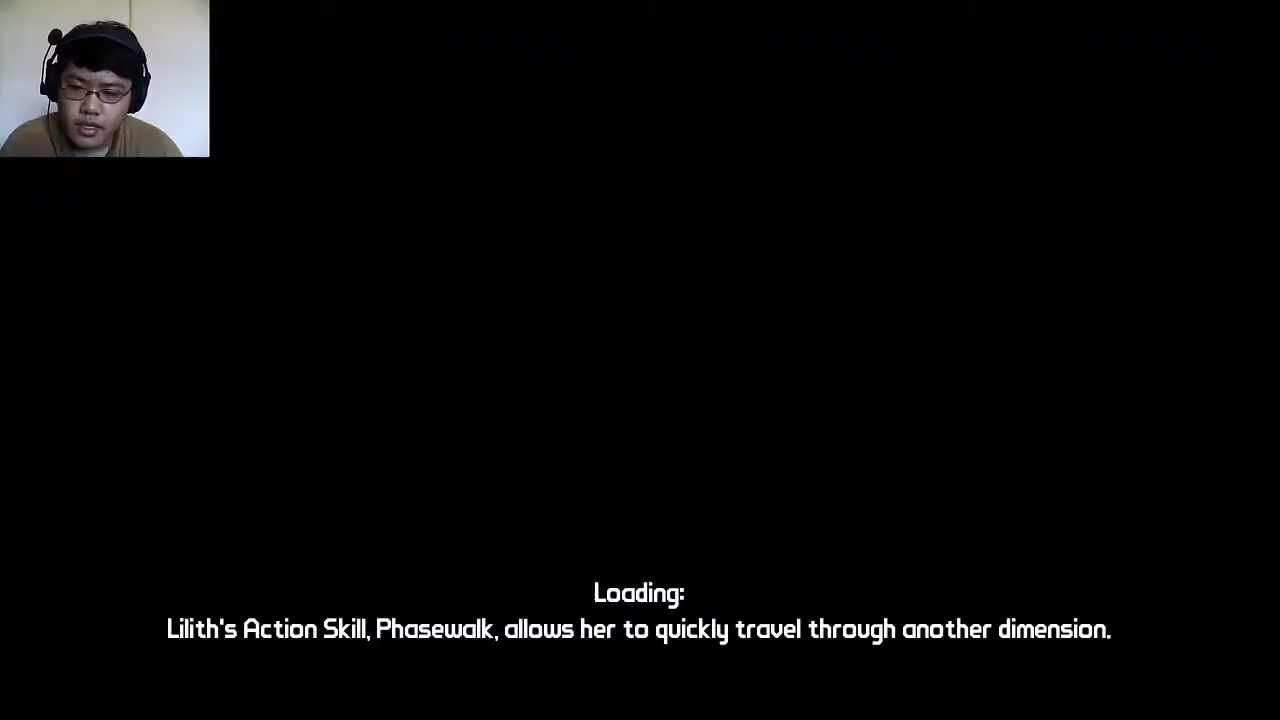 Loading:
Lilith's Action Skill, Phasewalk, allows her to quickly travel through another dimension.